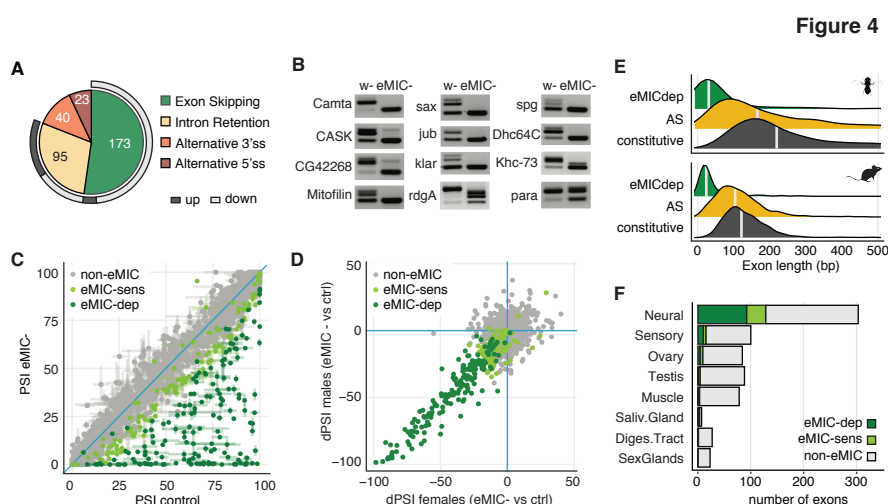 Figure 4
A
23
40
95
173
Exon Skipping
Intron Retention
Alternative 3'ss
Alternative 5'ss
up
down
B
w- eMIC-
w- eMIC-
w- eMIC-
Camta
CASK
CG42268
Mitofilin
sax
jub
klar
rdgA
spg
Dhc64C
Khc-73
para
E
eMICdep
AS
constitutive
eMICdep
AS
constitutive
0
100
200
300
400
500
Exon length (bp)
C
non-eMIC
eMIC-sens
eMIC-dep
PSI eMIC-
100
75
50
25
0
0
25
50
75
100
PSI control
D
non-eMIC
eMIC-sens
eMIC-dep
dPSI males (eMIC - vs ctrl)
50
0
−50
−100
−100
−50
0
50
dPSI females (eMIC- vs ctrl)
F
Neural
Sensory
Ovary
Testis
Muscle
Saliv.Gland
Diges.Tract
SexGlands
eMIC-dep
eMIC-sens
non-eMIC
0
100
200
300
number of exons